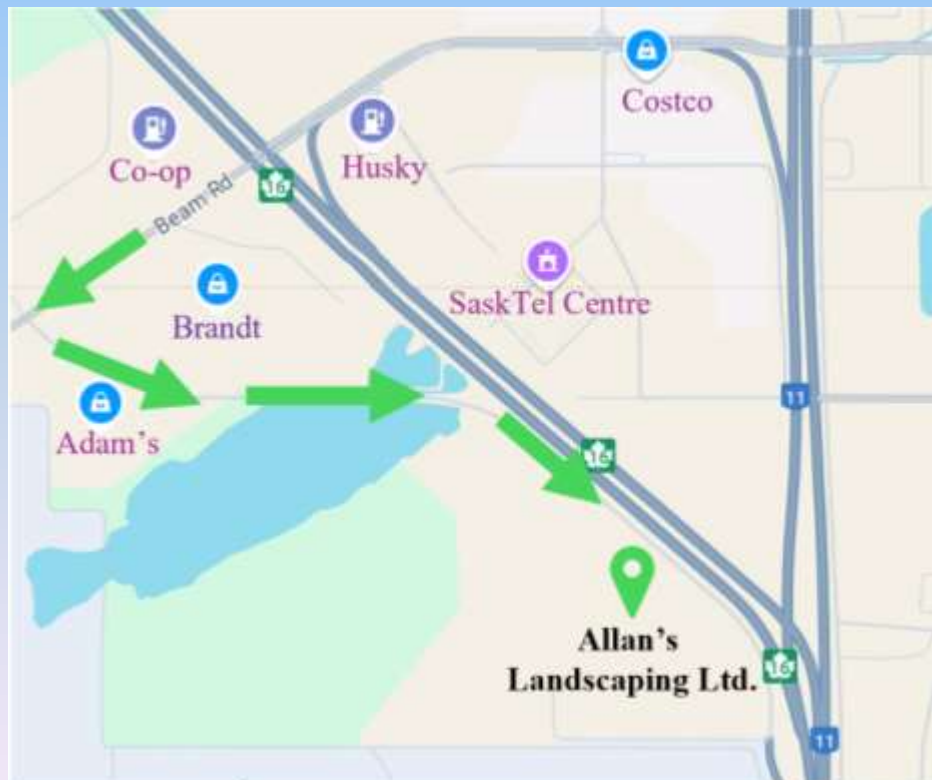 Costco
Co-op
Husky
16
Beam Rd
SaskTel Centre
Brandt
11
Adam's
16
Allan's
Landscaping Ltd.
16
11